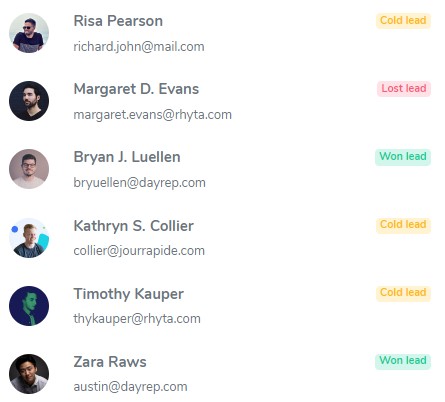 Risa Pearson Cold lead
richard.john@mail.com
Margaret D. Evans Lost lead
margaret.evans@rhyta.com
Bryan J. Luellen Won lead
bryuellen@dayrep.com
Kathryn S. Collier Cold lead
collier@jourrapide.com
Timothy Kauper Cold lead
thykauper@rhyta.com
Zara Raws Won lead
austin@dayrep.com